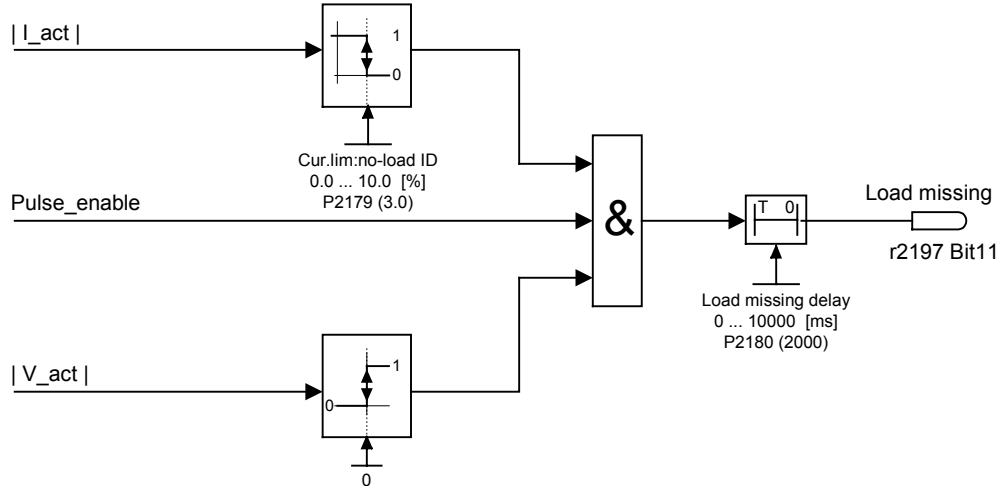 | I_act |
1
0
Cur.lim:no-load ID
0.0 ... 10.0 [%]
P2179 (3.0)
Pulse_enable
&
T 0
Load missing
r2197 Bit11
Load missing delay
0 ... 10000 [ms]
P2180 (2000)
| V_act |
1
0
0